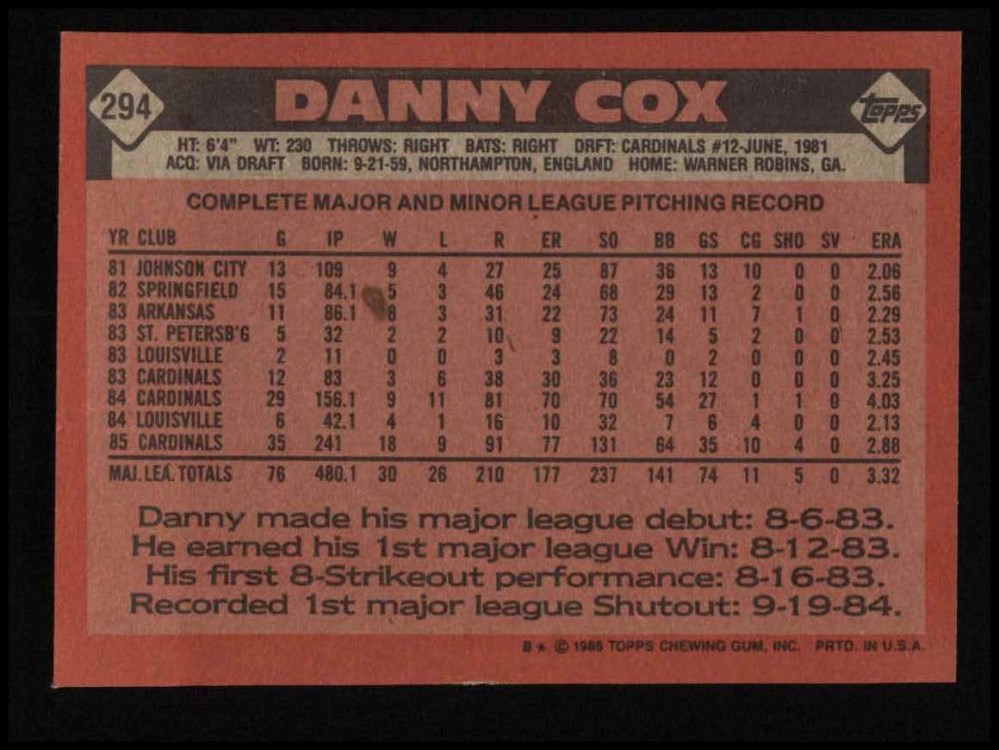 294
DANNY COX
TOPPS
HT: 6'4" WT: 230 THROWS: RIGHT BATS: RIGHT DRFT: CARDINALS #12-JUNE, 1981
ACQ: VIA DRAFT BORN: 9-21-59, NORTHAMPTON, ENGLAND HOME: WARNER ROBINS, GA.
COMPLETE MAJOR AND MINOR LEAGUE PITCHING RECORD
YR CLUB G IP W L R ER SO BB GS CG SHO SV ERA
81 JOHNSON CITY 13 109 9 4 27 25 87 36 13 10 0 0 2.06
82 SPRINGFIELD 15 84.1 5 3 46 24 68 29 13 2 0 0 2.56
83 ARKANSAS 11 86.1 8 3 31 22 73 24 11 7 1 0 2.29
83 ST. PETERSB'G 5 32 2 2 10 9 22 14 5 2 0 0 2.53
83 LOUISVILLE 2 11 0 0 3 3 8 0 2 0 0 0 2.45
83 CARDINALS 12 83 3 6 38 30 36 23 12 0 0 0 3.25
84 CARDINALS 29 156.1 9 11 81 70 70 54 27 1 1 0 4.03
84 LOUISVILLE 6 42.1 4 1 16 10 32 7 6 4 0 0 2.13
85 CARDINALS 35 241 18 9 91 77 131 64 35 10 4 0 2.88
MAJ. LEA. TOTALS 76 480.1 30 26 210 177 237 141 74 11 5 0 3.32
Danny made his major league debut: 8-6-83.
He earned his 1st major league Win: 8-12-83.
His first 8-Strikeout performance: 8-16-83.
Recorded 1st major league Shutout: 9-19-84.
B* © 1986 TOPPS CHEWING GUM, INC. PRTD. IN U.S.A.